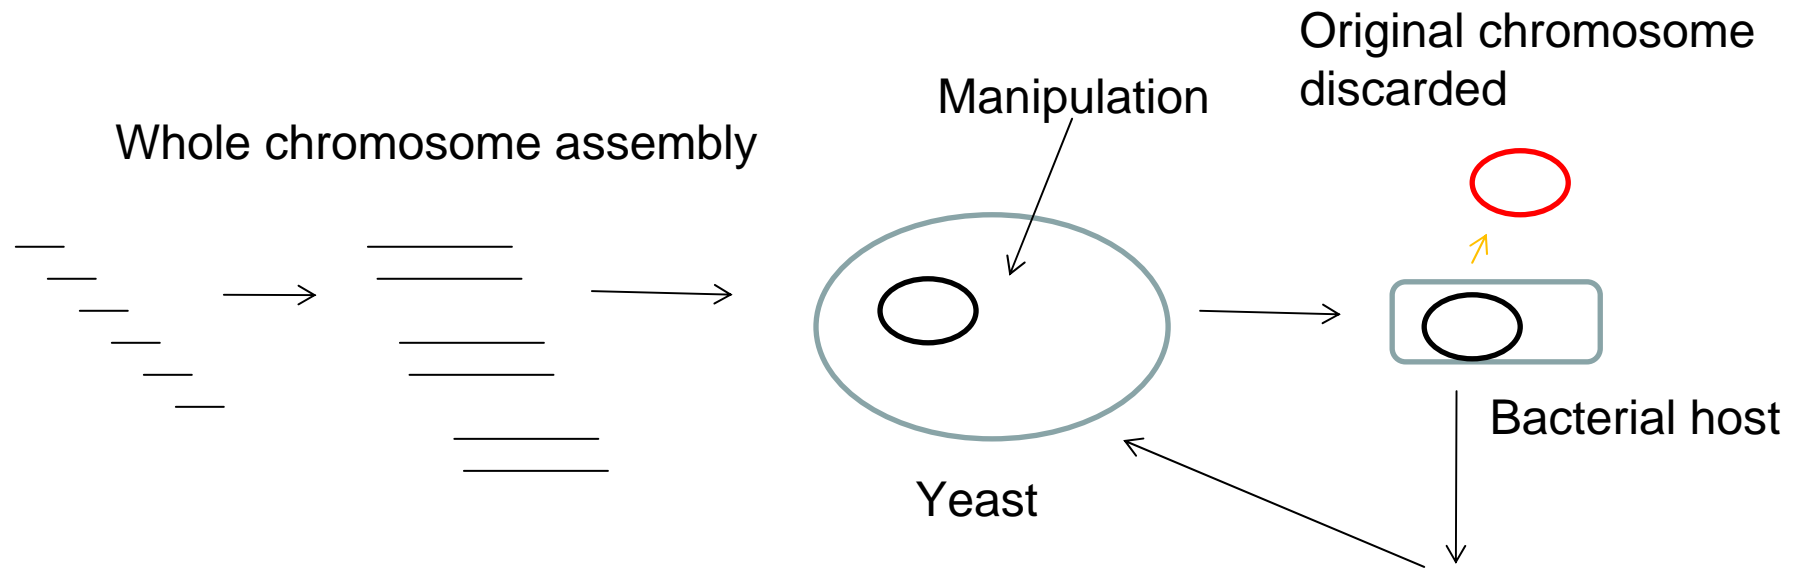 Original chromosome
discarded
Manipulation
Whole chromosome assembly
Bacterial host
Yeast